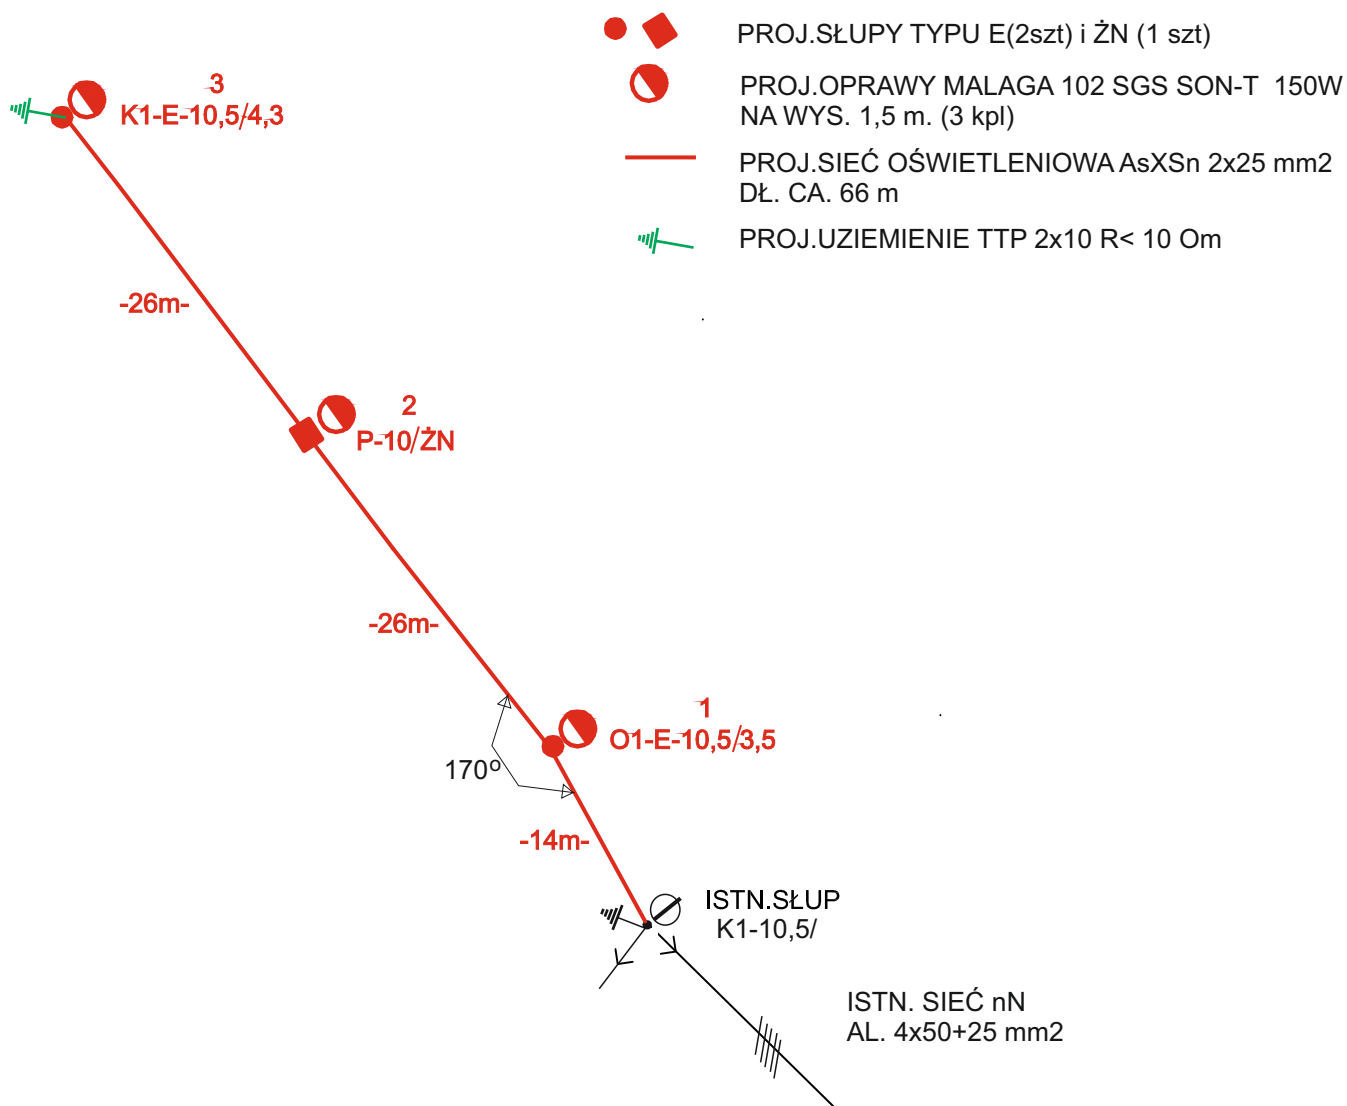 PROJ.SŁUPY TYPU E(2szt) i ŻN (1 szt)
PROJ.OPRAWY MALAGA 102 SGS SON-T 150W
NA WYS. 1,5 m. (3 kpl)
PROJ.SIEĆ OŚWIETLENIOWA AsXSn 2x25 mm2
DŁ. CA. 66 m
PROJ.UZIEMIENIE TTP 2x10 R< 10 Om
3
K1-E-10,5/4,3
-26m-
2
P-10/ŻN
-26m-
1
O1-E-10,5/3,5
170º
-14m-
ISTN.SŁUP
K1-10,5/
ISTN. SIEĆ nN
AL. 4x50+25 mm2